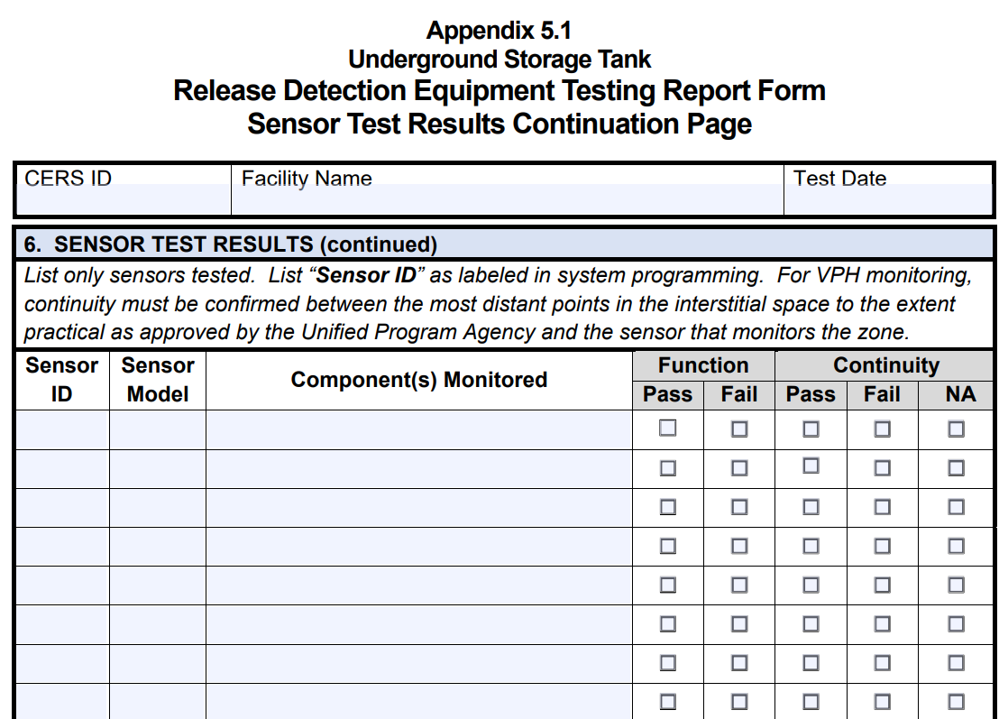 Appendix 5.1
Underground Storage Tank
Release Detection Equipment Testing Report Form
Sensor Test Results Continuation Page
CERS ID Facility Name Test Date
6. SENSOR TEST RESULTS (continued)
List only sensors tested. List “Sensor ID” as labeled in system programming. For VPH monitoring,
continuity must be confirmed between the most distant points in the interstitial space to the extent
practical as approved by the Unified Program Agency and the sensor that monitors the zone.
Sensor ID Sensor Model Component(s) Monitored Function Continuity
Pass Fail Pass Fail NA